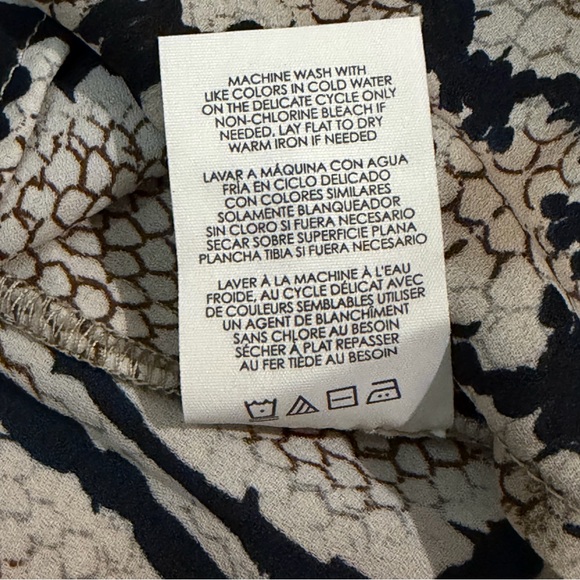 MACHINE WASH WITH
LIKE COLORS IN COLD WATER
ON THE DELICATE CYCLE ONLY
NON-CHLORINE BLEACH IF
NEEDED, LAY FLAT TO DRY
WARM IRON IF NEEDED
LAVAR A MÁQUINA CON AGUA
FRÍA EN CICLO DELICADO
CON COLORES SIMILARES
SOLAMENTE BLANQUEADOR
SIN CLORO SI FUERA NECESARIO
SECAR SOBRE SUPERFICIE PLANA
PLANCHA TIBIA SI FUERA NECESARIO
LAVER À LA MACHINE À L'EAU
FROIDE, AU CYCLE DÉLICAT AVEC
DE COULEURS SEMBLABLES UTILISER
UN AGENT DE BLANCHÎMENT
SANS CHLORE AU BESOIN
SÉCHER À PLAT REPASSER
AU FER TIÈDE AU BESOIN